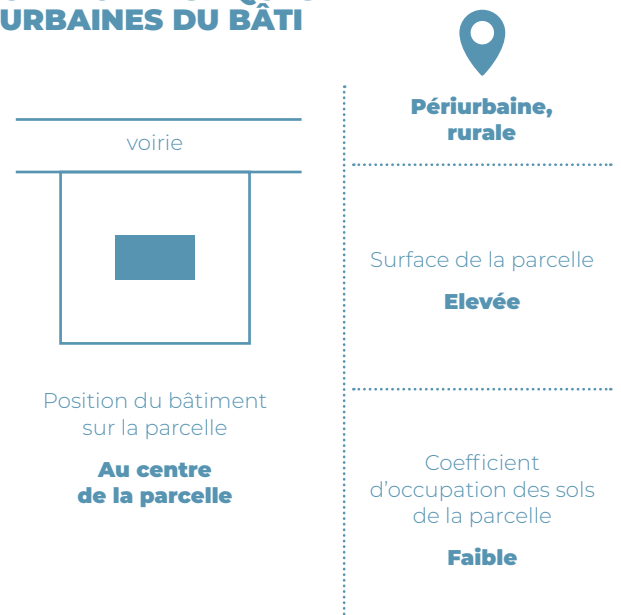 URBAINES DU BÂTI
voirie
Position du bâtiment
sur la parcelle
Au centre
de la parcelle
Périurbaine,
rurale
Surface de la parcelle
Elevée
Coefficient
d'occupation des sols
de la parcelle
Faible